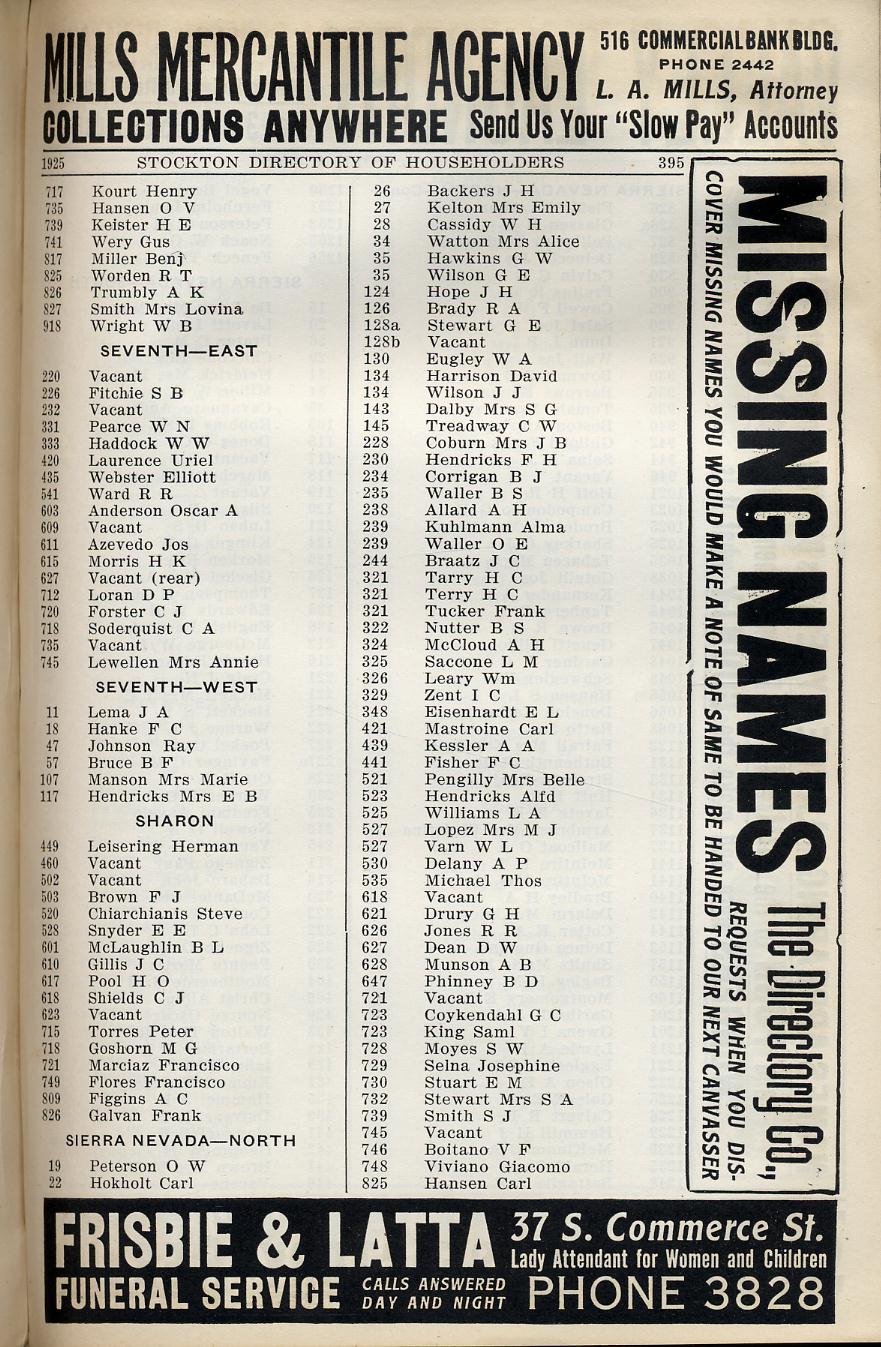 MILLS MERCANTILE AGENCY
516 COMMERCIAL BANK BLDG.
PHONE 2442
L. A. MILLS, Attorney
COLLECTIONS ANYWHERE Send Us Your "Slow Pay" Accounts
1925 STOCKTON DIRECTORY OF HOUSEHOLDERS 395
717 Kourt Henry
735 Hansen O V
739 Keister H E
741 Wery Gus
817 Miller Benj
825 Worden R T
826 Trumbly A K
827 Smith Mrs Lovina
918 Wright W B
SEVENTH—EAST
220 Vacant
226 Fitchie S B
232 Vacant
331 Pearce W N
333 Haddock W W
420 Laurence Uriel
435 Webster Elliott
541 Ward R R
603 Anderson Oscar A
609 Vacant
611 Azevedo Jos
615 Morris H K
627 Vacant (rear)
712 Loran D P
720 Forster C J
718 Soderquist C A
735 Vacant
745 Lewellen Mrs Annie
SEVENTH—WEST
11 Lema J A
18 Hanke F C
47 Johnson Ray
57 Bruce B F
107 Manson Mrs Marie
117 Hendricks Mrs E B
SHARON
449 Leisering Herman
460 Vacant
502 Vacant
503 Brown F J
520 Chiarchianis Steve
528 Snyder E E
601 McLaughlin B L
610 Gillis J C
617 Pool H O
618 Shields C J
623 Vacant
715 Torres Peter
718 Goshorn M G
721 Marciaz Francisco
749 Flores Francisco
809 Figgins A C
826 Galvan Frank
SIERRA NEVADA—NORTH
19 Peterson O W
22 Hokholt Carl
26 Backers J H
27 Kelton Mrs Emily
28 Cassidy W H
34 Watton Mrs Alice
35 Hawkins G W
35 Wilson G E
124 Hope J H
126 Brady R A
128a Stewart G E
128b Vacant
130 Eugley W A
134 Harrison David
134 Wilson J J
143 Dalby Mrs S G
145 Treadway C W
228 Coburn Mrs J B
230 Hendricks F H
234 Corrigan B J
235 Waller B S
238 Allard A H
239 Kuhlmann Alma
239 Waller O E
244 Braatz J C
321 Tarry H C
321 Terry H C
321 Tucker Frank
322 Nutter B S
324 McCloud A H
325 Saccone L M
326 Leary Wm
329 Zent I C
348 Eisenhardt E L
421 Mastroine Carl
439 Kessler A A
441 Fisher F C
521 Pengilly Mrs Belle
523 Hendricks Alfd
525 Williams L A
527 Lopez Mrs M J
527 Varn W L
530 Delany A P
535 Michael Thos
618 Vacant
621 Drury G H
626 Jones R R
627 Dean D W
628 Munson A B
647 Phinney B D
721 Vacant
723 Coykendahl G C
723 King Saml
728 Moyes S W
729 Selna Josephine
730 Stuart E M
732 Stewart Mrs S A
739 Smith S J
745 Vacant
746 Boitano V F
748 Viviano Giacomo
825 Hansen Carl
MISSING NAMES The Directory Co.,
REQUESTS WHEN YOU DIS-
COVER MISSING NAMES YOU WOULD MAKE A NOTE OF SAME TO BE HANDED TO OUR NEXT CANVASSER
FRISBIE & LATTA
FUNERAL SERVICE
CALLS ANSWERED
DAY AND NIGHT
37 S. Commerce St.
Lady Attendant for Women and Children
PHONE 3828